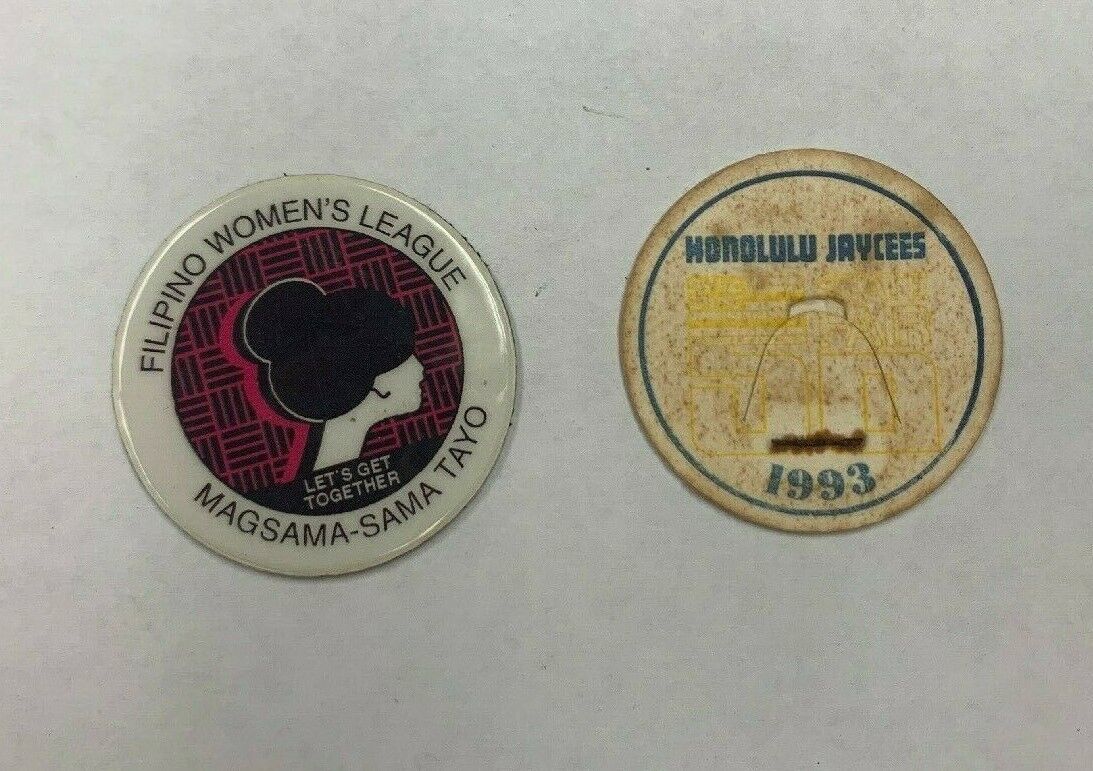 FILIPINO WOMEN'S LEAGUE
LET'S GET
TOGETHER
MAGSAMA-SAMA TAYO
HONOLULU JAYCEES
1993